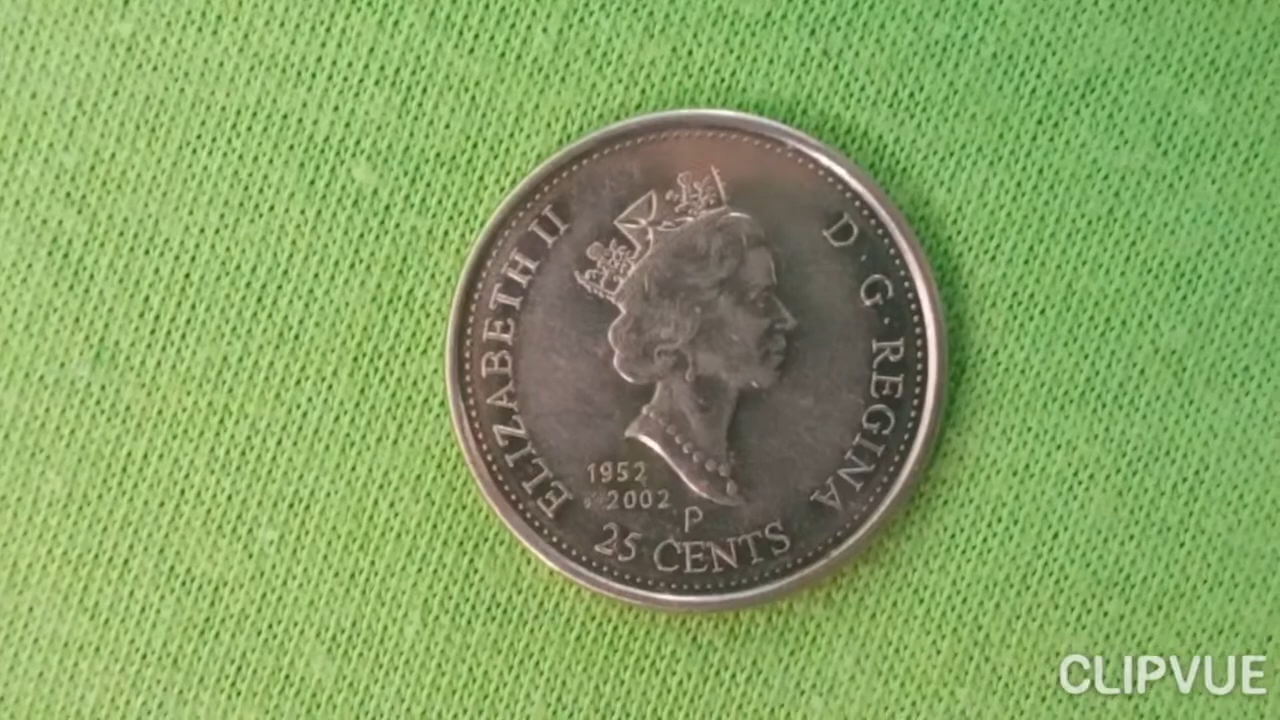 ELIZABETH II
D·G·REGINA
1952
2002
P
25 CENTS
CLIPVUE